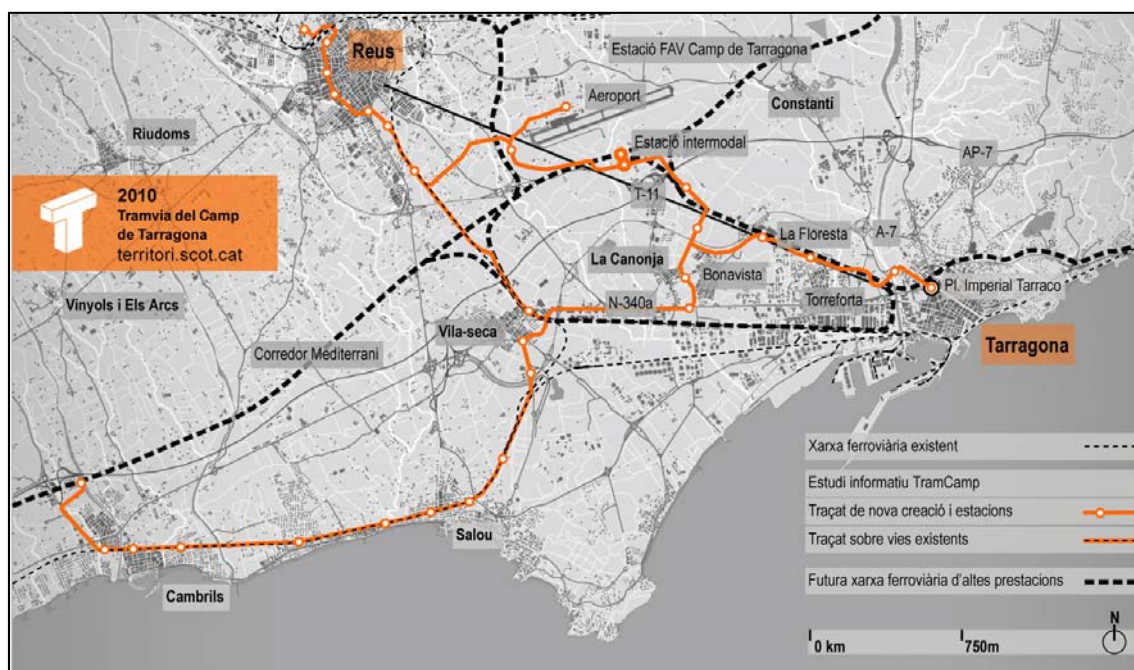 Reus
Estació FAV Camp de Tarragona
Aeroport
Constantí
Riudoms
Estació intermodal
AP-7
T-11
2010
Tramvia del Camp
de Tarragona
territori.scot.cat
La Floresta
A-7
La Canonja
Bonavista
Pl. Imperial Tarraco
Vinyols i Els Arcs
N-340a
Torreforta
Vila-seca
Tarragona
Corredor Mediterrani
Xarxa ferroviària existent
Estudi informatiu TramCamp
Traçat de nova creació i estacions
Traçat sobre vies existents
Salou
Futura xarxa ferroviària d'altes prestacions
Cambrils
N
0 km
750m